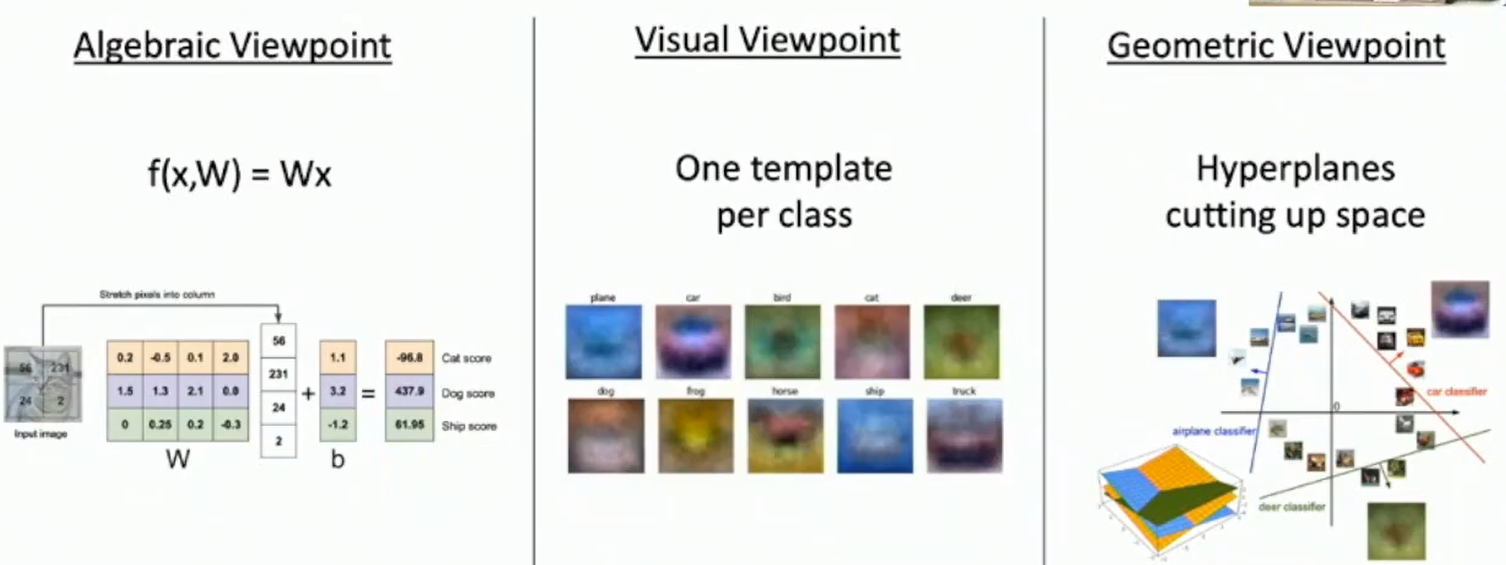 Algebraic Viewpoint
f(x,W) = Wx
Stretch pixels into column
56 231
24 2
Input image
0.2 -0.5 0.1 2.0
1.5 1.3 2.1 0.0
0 0.25 0.2 -0.3
W
56
231
24
2
+
1.1
3.2
-1.2
b
=
-96.8 Cat score
437.9 Dog score
61.95 Ship score
Visual Viewpoint
One template
per class
plane car bird cat deer
dog frog horse ship truck
Geometric Viewpoint
Hyperplanes
cutting up space
car classifier
0
airplane classifier
deer classifier